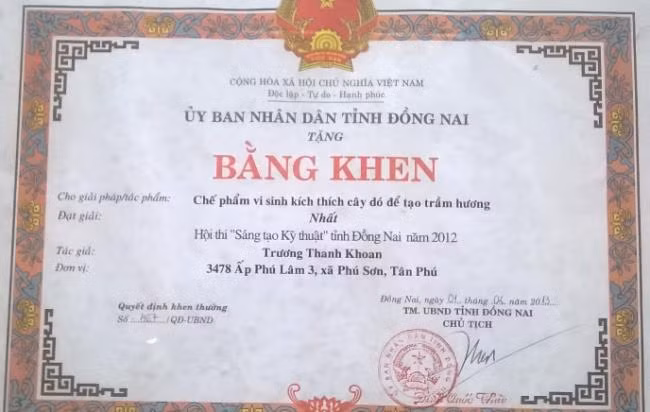 CỘNG HÒA XÃ HỘI CHỦ NGHĨA VIỆT NAM
Độc lập - Tự do - Hạnh phúc
ỦY BAN NHÂN DÂN TỈNH ĐỒNG NAI
TẶNG
BẰNG KHEN
Cho giải pháp/tác phẩm: Chế phẩm vi sinh kích thích cây dó để tạo trầm hương
Đạt giải: Nhất
Hội thi "Sáng tạo Kỹ thuật" tỉnh Đồng Nai năm 2012
Tác giả: Trương Thanh Khoan
Đơn vị: 3478 Ấp Phú Lâm 3, xã Phú Sơn, Tân Phú
Quyết định khen thưởng
Số /QĐ-UBND
Đồng Nai, ngày 01 tháng năm 2013
TM. UBND TỈNH ĐỒNG NAI
CHỦ TỊCH
Đinh Quốc Thái